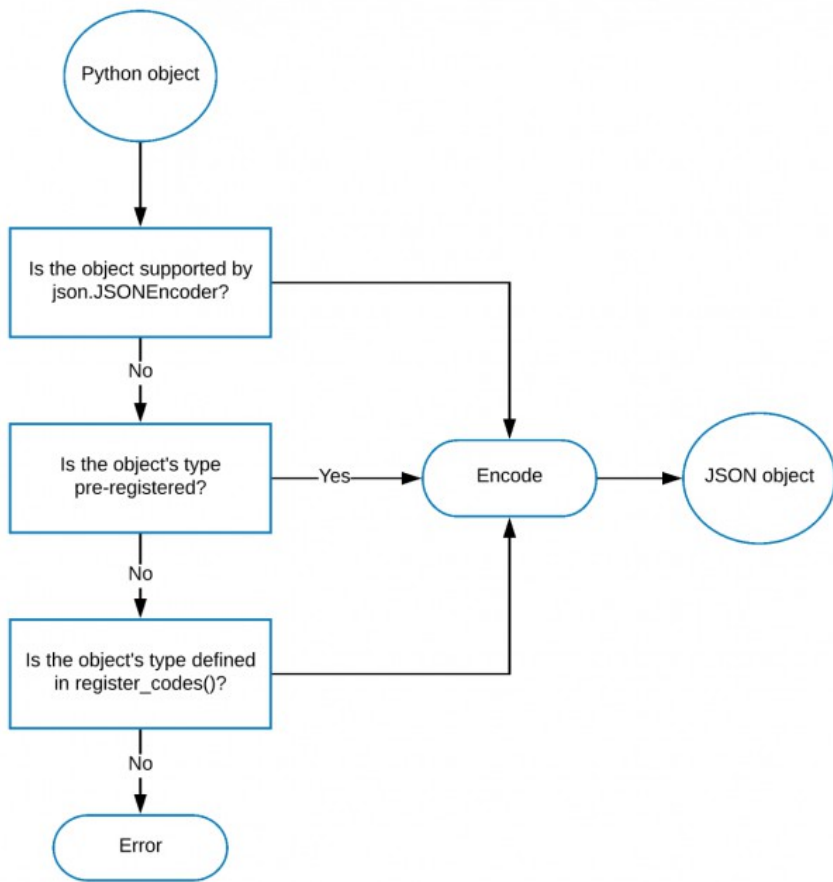 Python object
Is the object supported by
json.JSONEncoder?
No
Is the object's type
pre-registered?
Yes
Encode
JSON object
No
Is the object's type defined
in register_codes()?
No
Error